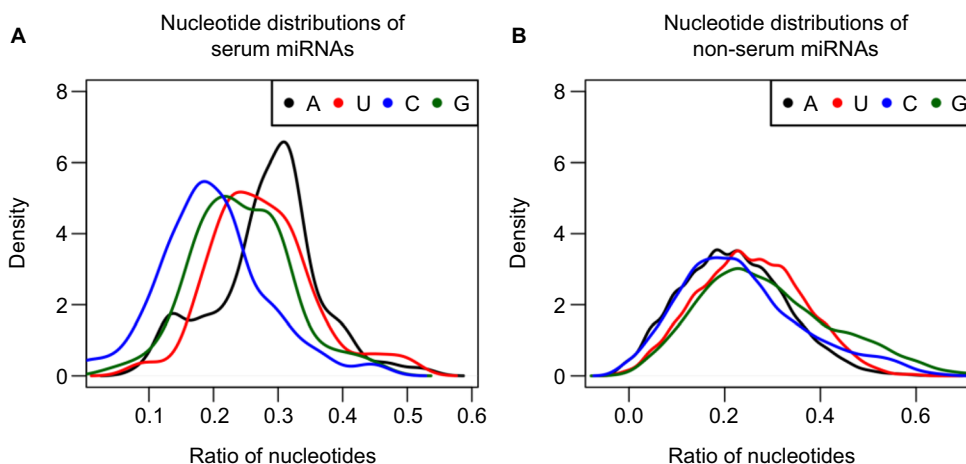 A
Nucleotide distributions of
serum miRNAs
A U C G
Density
8
6
4
2
0
0.1 0.2 0.3 0.4 0.5 0.6
Ratio of nucleotides
B
Nucleotide distributions of
non-serum miRNAs
A U C G
Density
8
6
4
2
0
0.0 0.2 0.4 0.6
Ratio of nucleotides